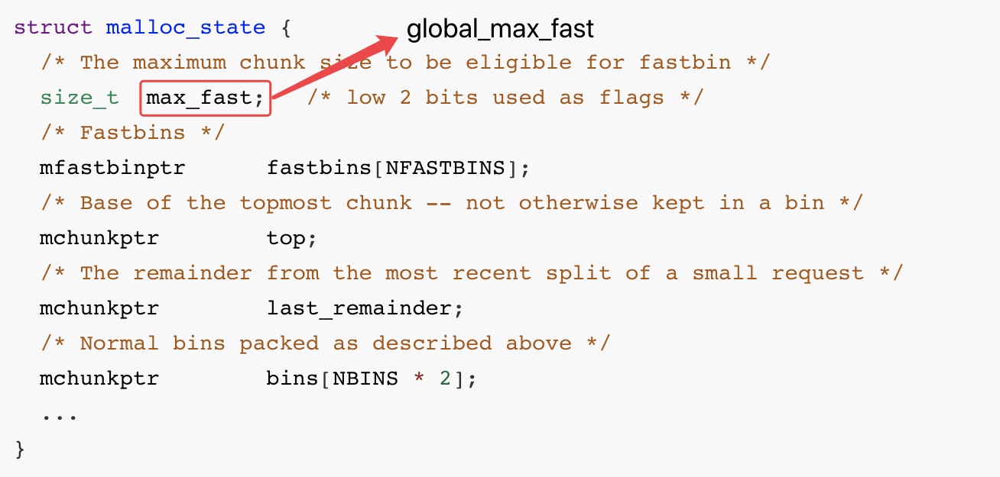 struct malloc_state {
global_max_fast
/* The maximum chunk size to be eligible for fastbin */
size_t max_fast; /* low 2 bits used as flags */
/* Fastbins */
mfastbinptr fastbins[NFASTBINS];
/* Base of the topmost chunk -- not otherwise kept in a bin */
mchunkptr top;
/* The remainder from the most recent split of a small request */
mchunkptr last_remainder;
/* Normal bins packed as described above */
mchunkptr bins[NBINS * 2];
...
}